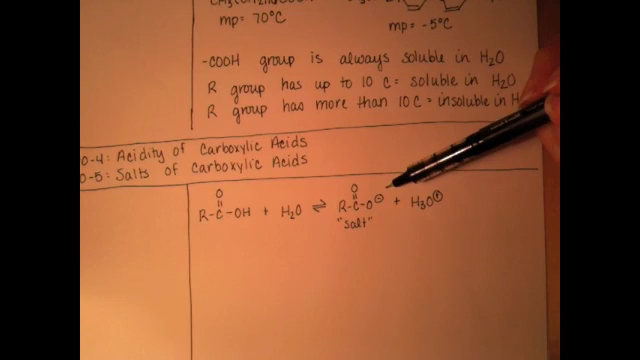 mp = 70°C
mp = -5°C
-COOH group is always soluble in H2O
R group has up to 10 C = soluble in H2O
R group has more than 10C = insoluble in H
0-4: Acidity of Carboxylic Acids
0-5: Salts of Carboxylic Acids
O O
R-C-OH + H2O ⇌ R-C-O⊖ + H3O⊕
"salt"